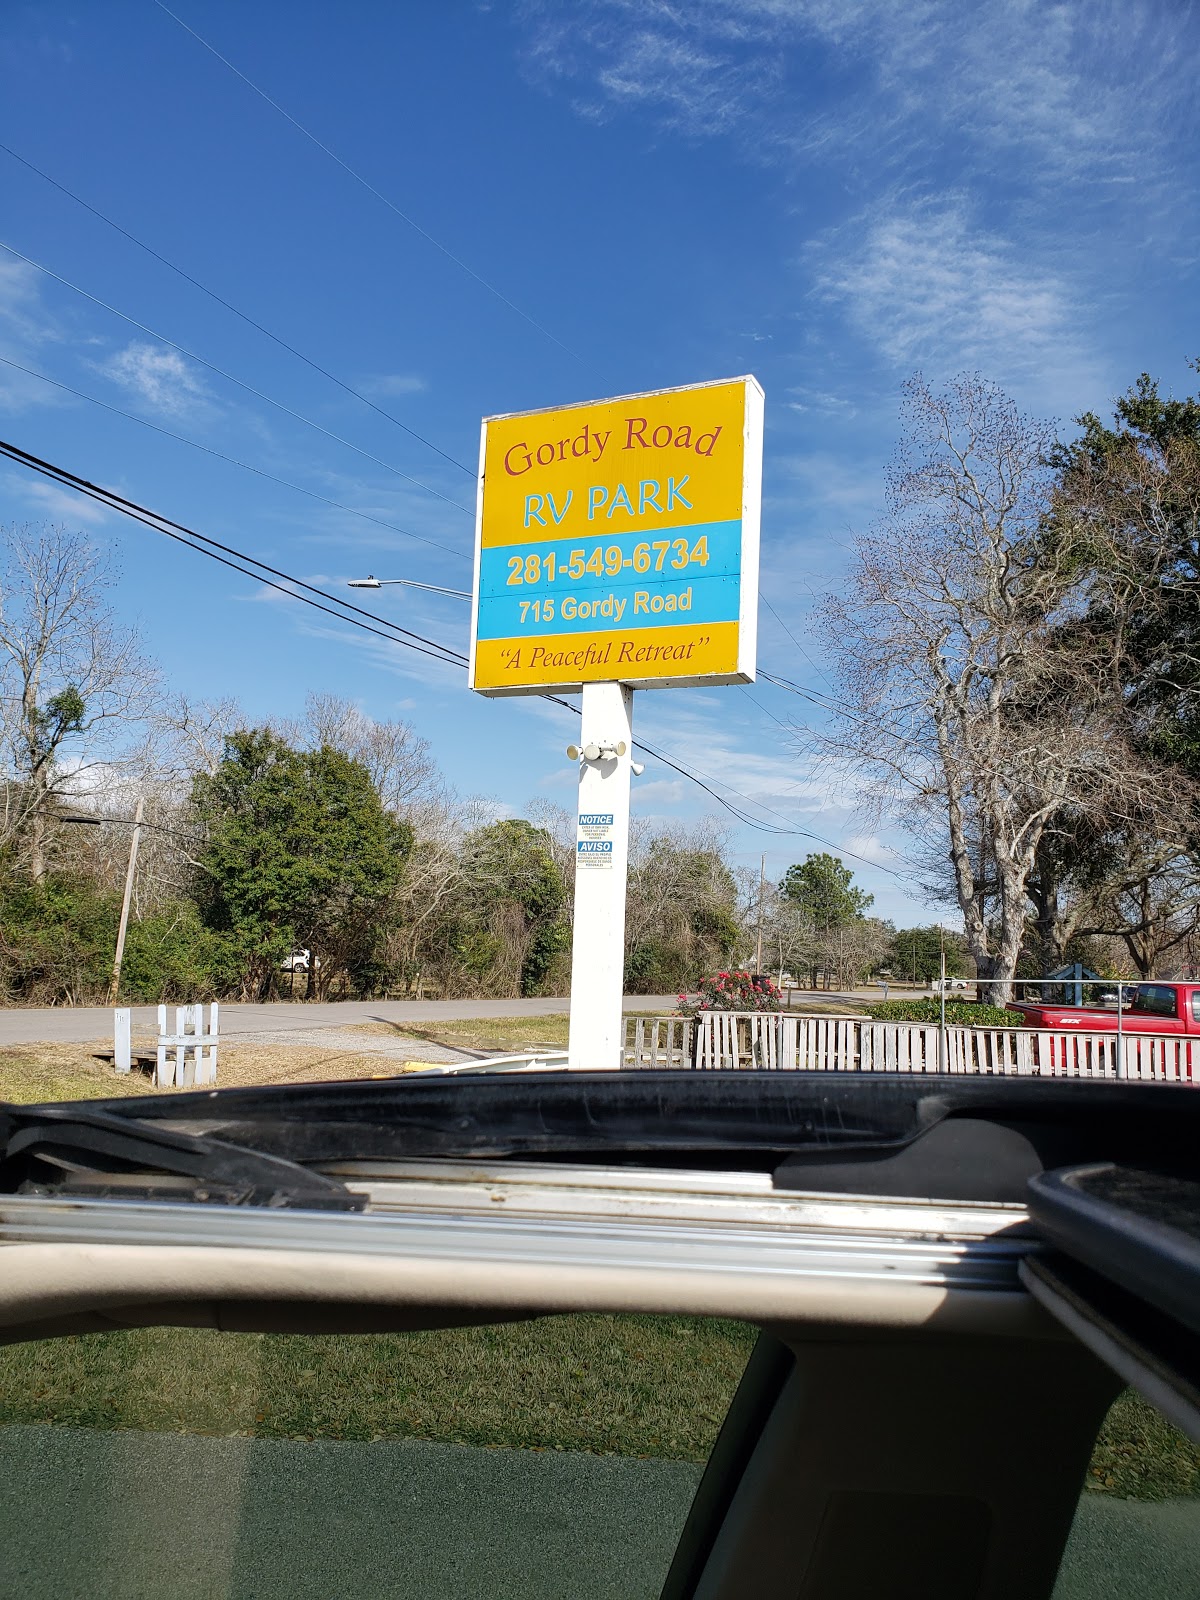 Gordy Road
RV PARK
281-549-6734
715 Gordy Road
"A Peaceful Retreat"
NOTICE
AVISO